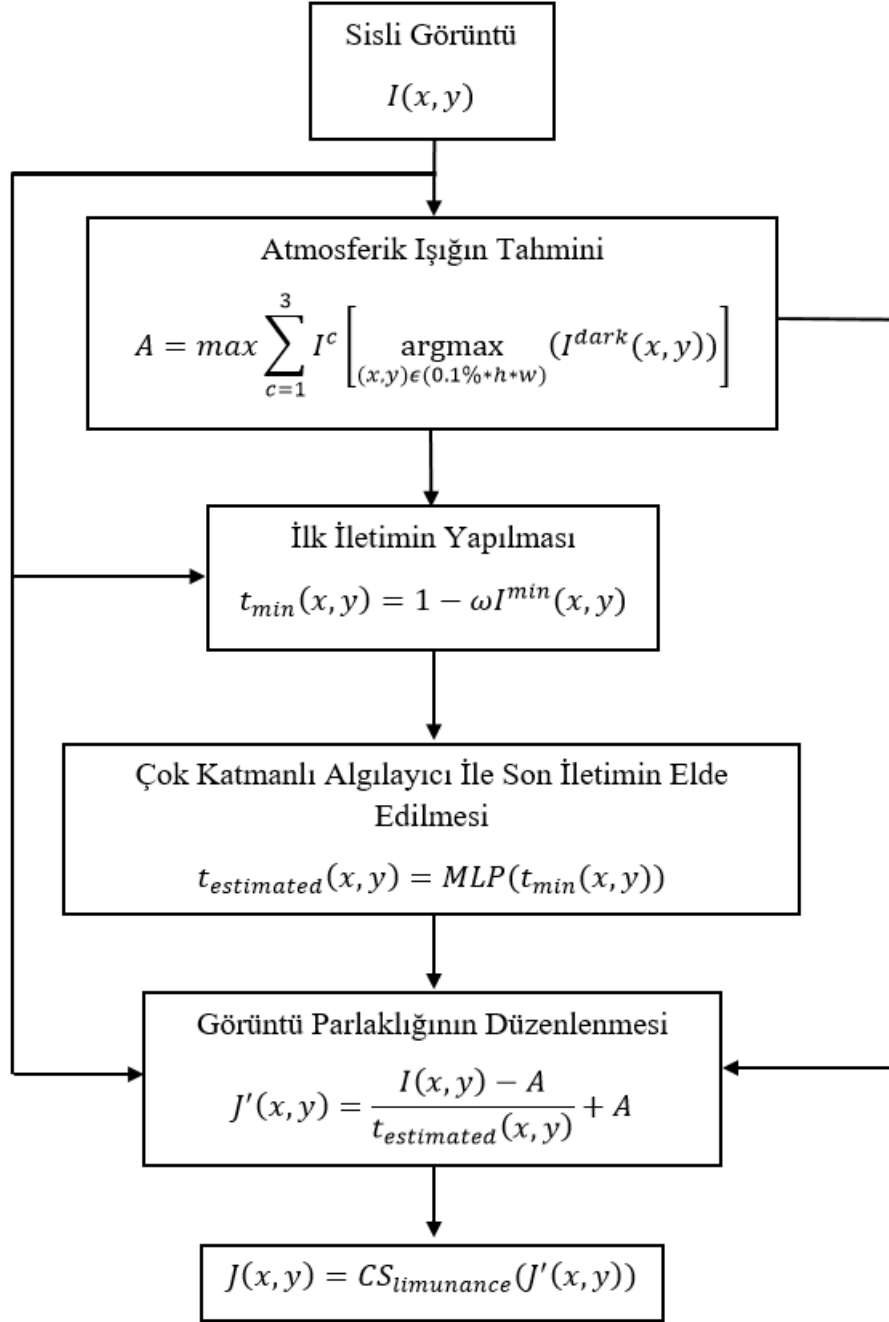 Sisli Görüntü
I(x, y)
Atmosferik Işığın Tahmini
A = max ∑_{c=1}^{3} I^c [argmax_{(x,y)ϵ(0.1%∗h∗w)} (I^{dark}(x, y))]
İlk İletimin Yapılması
t_{min}(x, y) = 1 − ωI^{min}(x, y)
Çok Katmanlı Algılayıcı İle Son İletimin Elde
Edilmesi
t_{estimated}(x, y) = MLP(t_{min}(x, y))
Görüntü Parlaklığının Düzenlenmesi
J′(x, y) = \frac{I(x, y) − A}{t_{estimated}(x, y)} + A
J(x, y) = CS_{limunance}(J′(x, y))